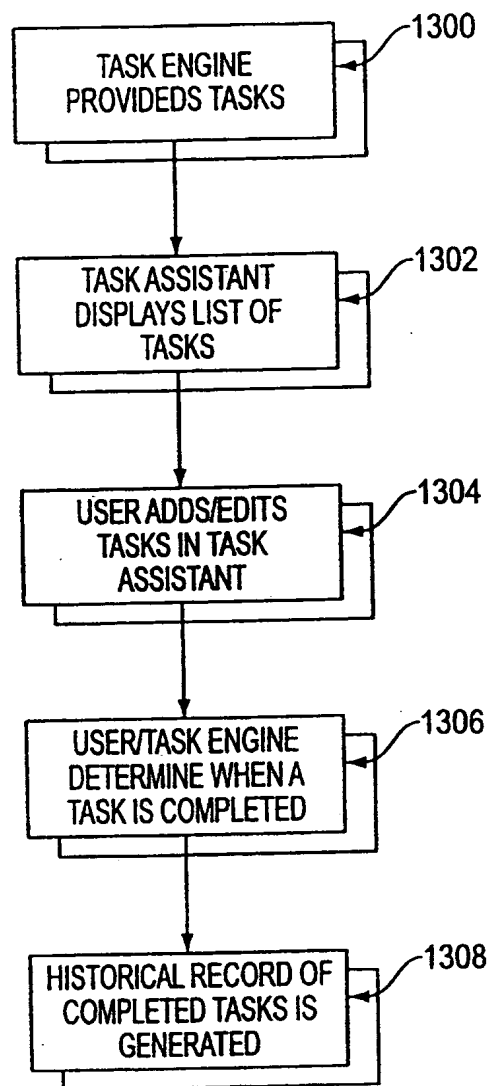 1300
TASK ENGINE
PROVIDEDS TASKS
1302
TASK ASSISTANT
DISPLAYS LIST OF
TASKS
1304
USER ADDS/EDITS
TASKS IN TASK
ASSISTANT
1306
USER/TASK ENGINE
DETERMINE WHEN A
TASK IS COMPLETED
1308
HISTORICAL RECORD OF
COMPLETED TASKS IS
GENERATED